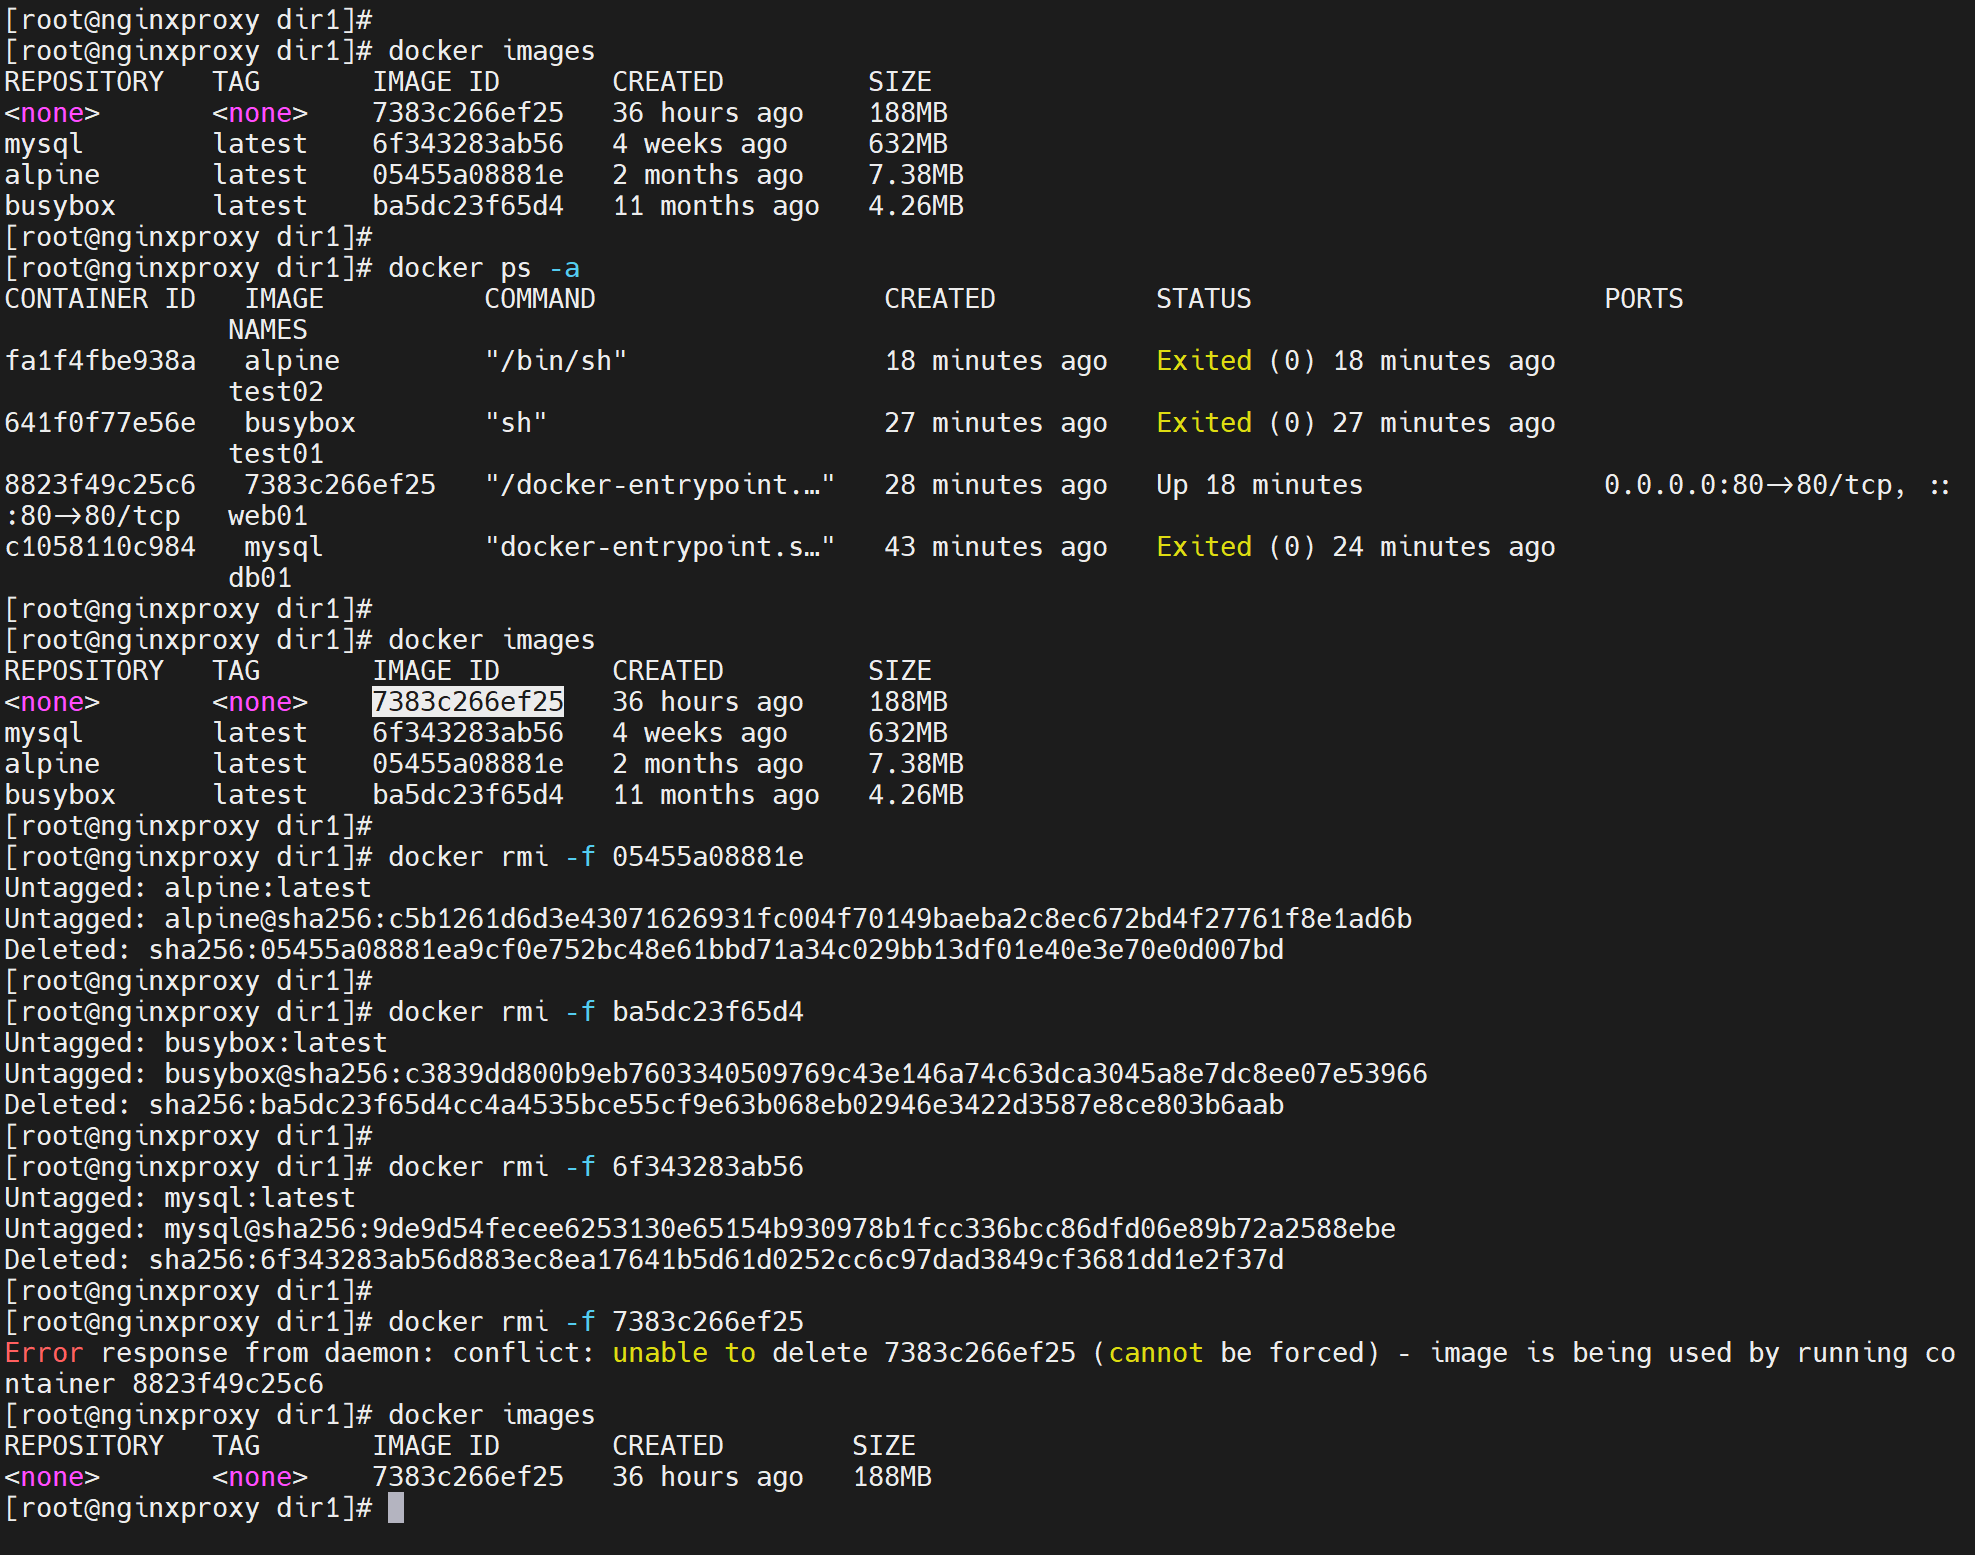 [root@nginxproxy dir1]#
[root@nginxproxy dir1]# docker images
REPOSITORY   TAG       IMAGE ID       CREATED         SIZE
<none>       <none>    7383c266ef25   36 hours ago    188MB
mysql        latest    6f343283ab56   4 weeks ago     632MB
alpine       latest    05455a08881e   2 months ago    7.38MB
busybox      latest    ba5dc23f65d4   11 months ago   4.26MB
[root@nginxproxy dir1]#
[root@nginxproxy dir1]# docker ps -a
CONTAINER ID   IMAGE          COMMAND                  CREATED          STATUS                      PORTS
              NAMES
fa1f4fbe938a   alpine         "/bin/sh"                18 minutes ago   Exited (0) 18 minutes ago
              test02
641f0f77e56e   busybox        "sh"                     27 minutes ago   Exited (0) 27 minutes ago
              test01
8823f49c25c6   7383c266ef25   "/docker-entrypoint.…"   28 minutes ago   Up 18 minutes               0.0.0.0:80->80/tcp, ::
:80->80/tcp   web01
c1058110c984   mysql          "docker-entrypoint.s…"   43 minutes ago   Exited (0) 24 minutes ago
              db01
[root@nginxproxy dir1]#
[root@nginxproxy dir1]# docker images
REPOSITORY   TAG       IMAGE ID       CREATED         SIZE
<none>       <none>    7383c266ef25   36 hours ago    188MB
mysql        latest    6f343283ab56   4 weeks ago     632MB
alpine       latest    05455a08881e   2 months ago    7.38MB
busybox      latest    ba5dc23f65d4   11 months ago   4.26MB
[root@nginxproxy dir1]#
[root@nginxproxy dir1]# docker rmi -f 05455a08881e
Untagged: alpine:latest
Untagged: alpine@sha256:c5b1261d6d3e43071626931fc004f70149baeba2c8ec672bd4f27761f8e1ad6b
Deleted: sha256:05455a08881ea9cf0e752bc48e61bbd71a34c029bb13df01e40e3e70e0d007bd
[root@nginxproxy dir1]#
[root@nginxproxy dir1]# docker rmi -f ba5dc23f65d4
Untagged: busybox:latest
Untagged: busybox@sha256:c3839dd800b9eb7603340509769c43e146a74c63dca3045a8e7dc8ee07e53966
Deleted: sha256:ba5dc23f65d4cc4a4535bce55cf9e63b068eb02946e3422d3587e8ce803b6aab
[root@nginxproxy dir1]#
[root@nginxproxy dir1]# docker rmi -f 6f343283ab56
Untagged: mysql:latest
Untagged: mysql@sha256:9de9d54fecee6253130e65154b930978b1fcc336bcc86dfd06e89b72a2588ebe
Deleted: sha256:6f343283ab56d883ec8ea17641b5d61d0252cc6c97dad3849cf3681dd1e2f37d
[root@nginxproxy dir1]#
[root@nginxproxy dir1]# docker rmi -f 7383c266ef25
Error response from daemon: conflict: unable to delete 7383c266ef25 (cannot be forced) - image is being used by running co
ntainer 8823f49c25c6
[root@nginxproxy dir1]# docker images
REPOSITORY   TAG       IMAGE ID       CREATED        SIZE
<none>       <none>    7383c266ef25   36 hours ago   188MB
[root@nginxproxy dir1]#